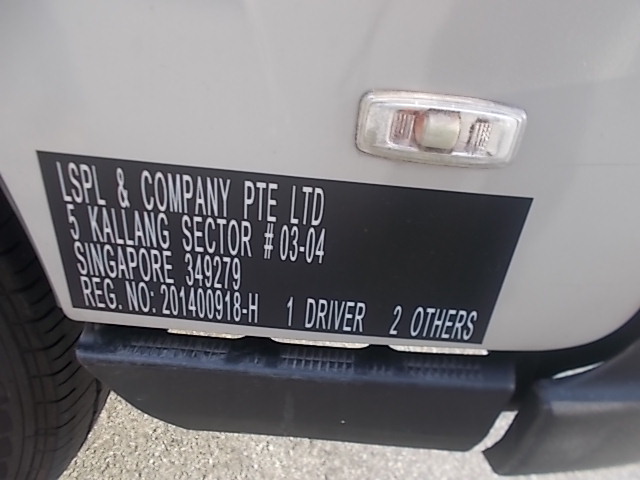 LSPL & COMPANY PTE LTD
5 KALLANG SECTOR # 03-04
SINGAPORE 349279
REG. NO: 201400918-H 1 DRIVER 2 OTHERS